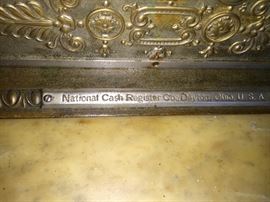 National Cash Register Co. Dayton, Ohio, U.S.A.